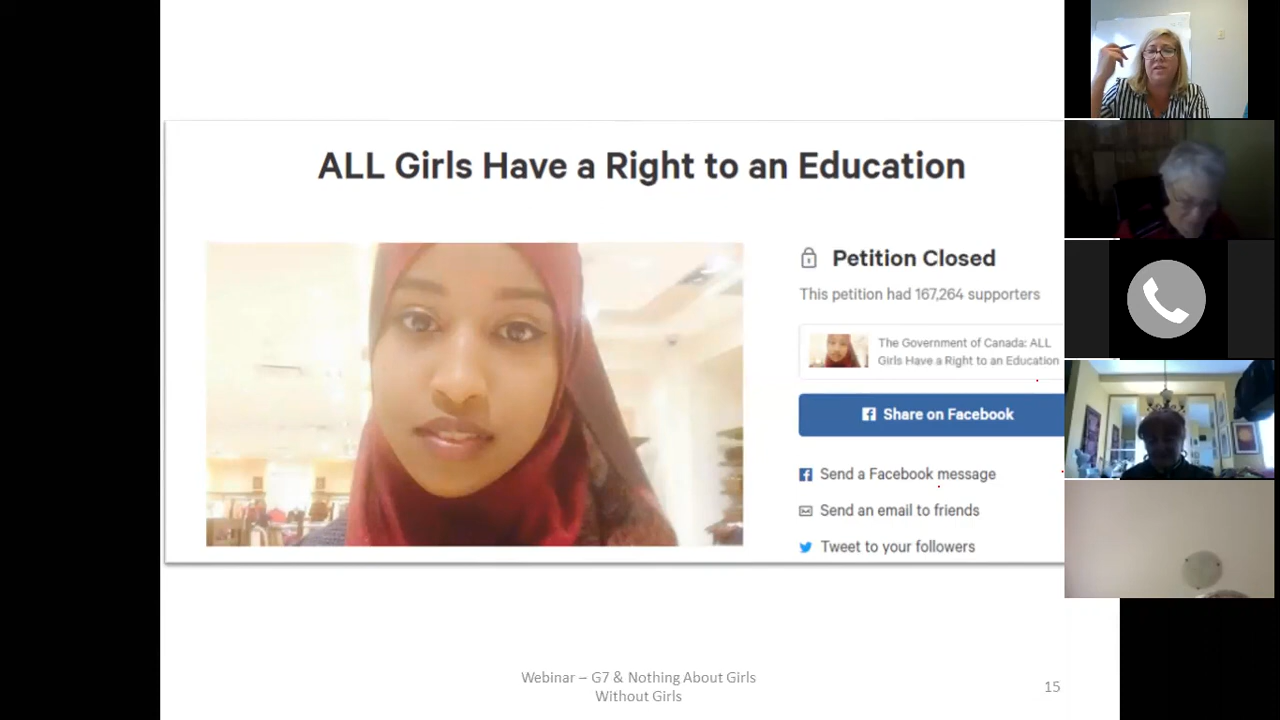 ALL Girls Have a Right to an Education
Petition Closed
This petition had 167,264 supporters
The Government of Canada: ALL
Girls Have a Right to an Education
Share on Facebook
Send a Facebook message
Send an email to friends
Tweet to your followers
Webinar – G7 & Nothing About Girls
Without Girls
15